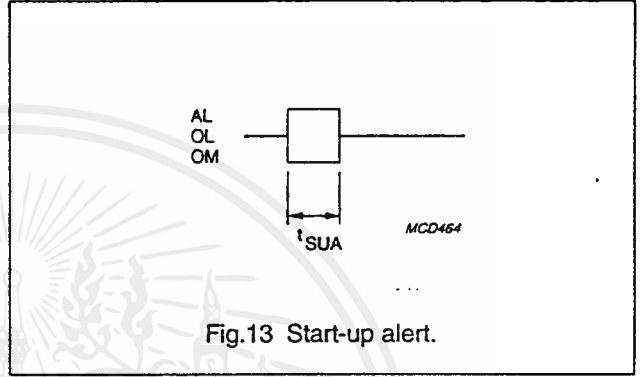 AL
OL
OM
tSUA
MCD464
Fig.13 Start-up alert.